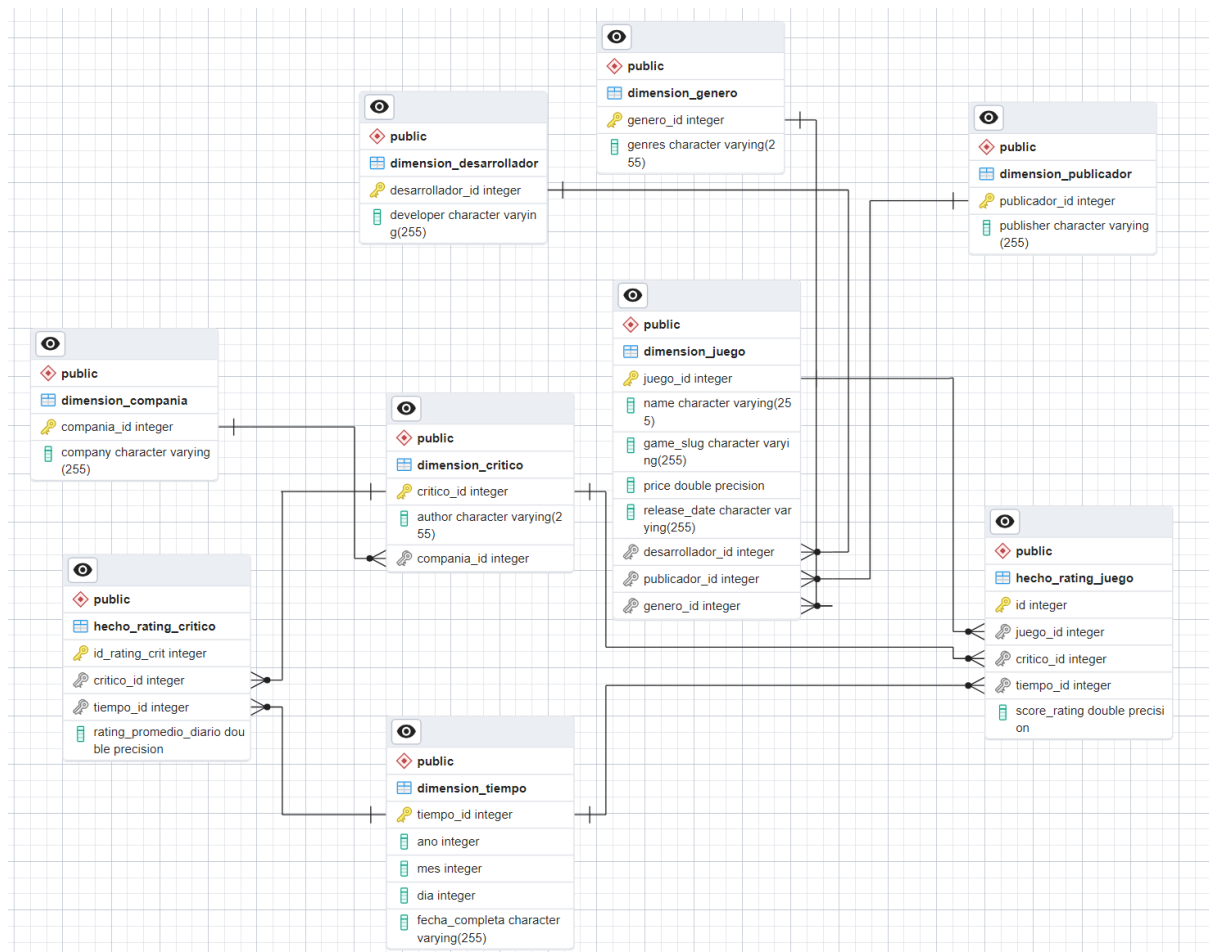 public
dimension_genero
genero_id integer
genres character varying(2
55)
public
dimension_desarrollador
desarrollador_id integer
developer character varyin
g(255)
public
dimension_publicador
publicador_id integer
publisher character varying
(255)
public
dimension_juego
juego_id integer
name character varying(25
5)
game_slug character varyi
ng(255)
price double precision
release_date character var
ying(255)
desarrollador_id integer
publicador_id integer
genero_id integer
public
dimension_compania
compania_id integer
company character varying
(255)
public
dimension_critico
critico_id integer
author character varying(2
55)
compania_id integer
public
hecho_rating_juego
id integer
juego_id integer
critico_id integer
tiempo_id integer
score_rating double precisi
on
public
hecho_rating_critico
id_rating_crit integer
critico_id integer
tiempo_id integer
rating_promedio_diario dou
ble precision
public
dimension_tiempo
tiempo_id integer
ano integer
mes integer
dia integer
fecha_completa character
varying(255)